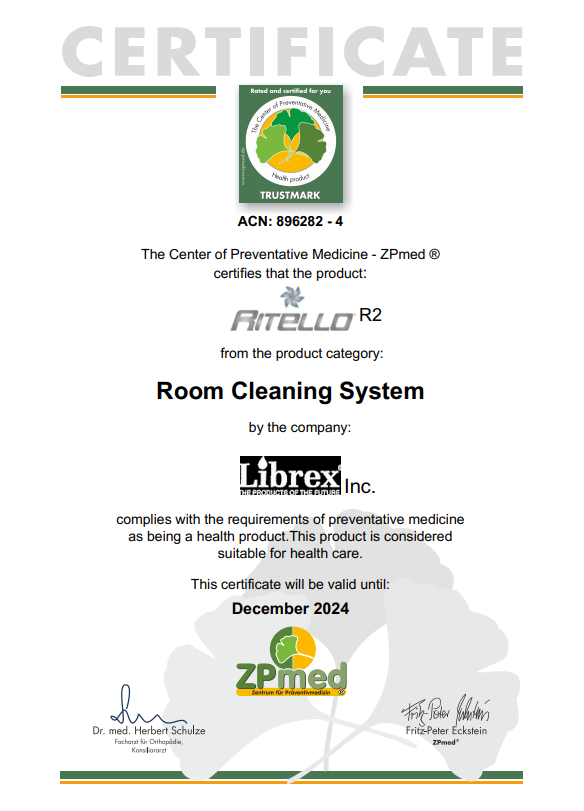 CERTIFICATE
Rated and certified for you
The Center of Preventative Medicine
Health product
TRUSTMARK
ACN: 896282 - 4
The Center of Preventative Medicine - ZPmed ®
certifies that the product:
RITELLO R2
from the product category:
Room Cleaning System
by the company:
Librex® Inc.
THE PRODUCTS OF THE FUTURE
complies with the requirements of preventative medicine
as being a health product.This product is considered
suitable for health care.
This certificate will be valid until:
December 2024
ZPmed
Zentrum für Präventivmedizin ®
Dr. med. Herbert Schulze
Facharzt für Orthopädie,
Konsiliararzt
Fritz-Peter Eckstein
Fritz-Peter Eckstein
ZPmed®